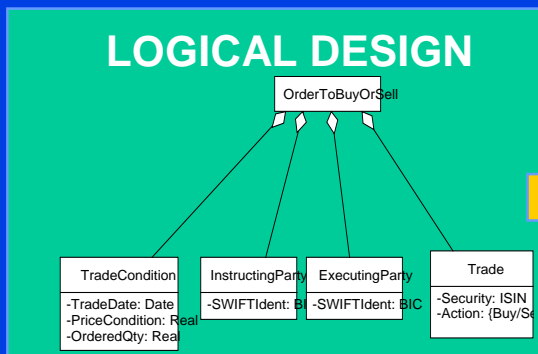 LOGICAL DESIGN
OrderToBuyOrSell
TradeCondition
-TradeDate: Date
-PriceCondition: Real
-OrderedQty: Real
InstructingParty
-SWIFTIdent:
ExecutingParty
-SWIFTIdent: BIC
Trade
-Security: ISIN
-Action: {Buy/Se